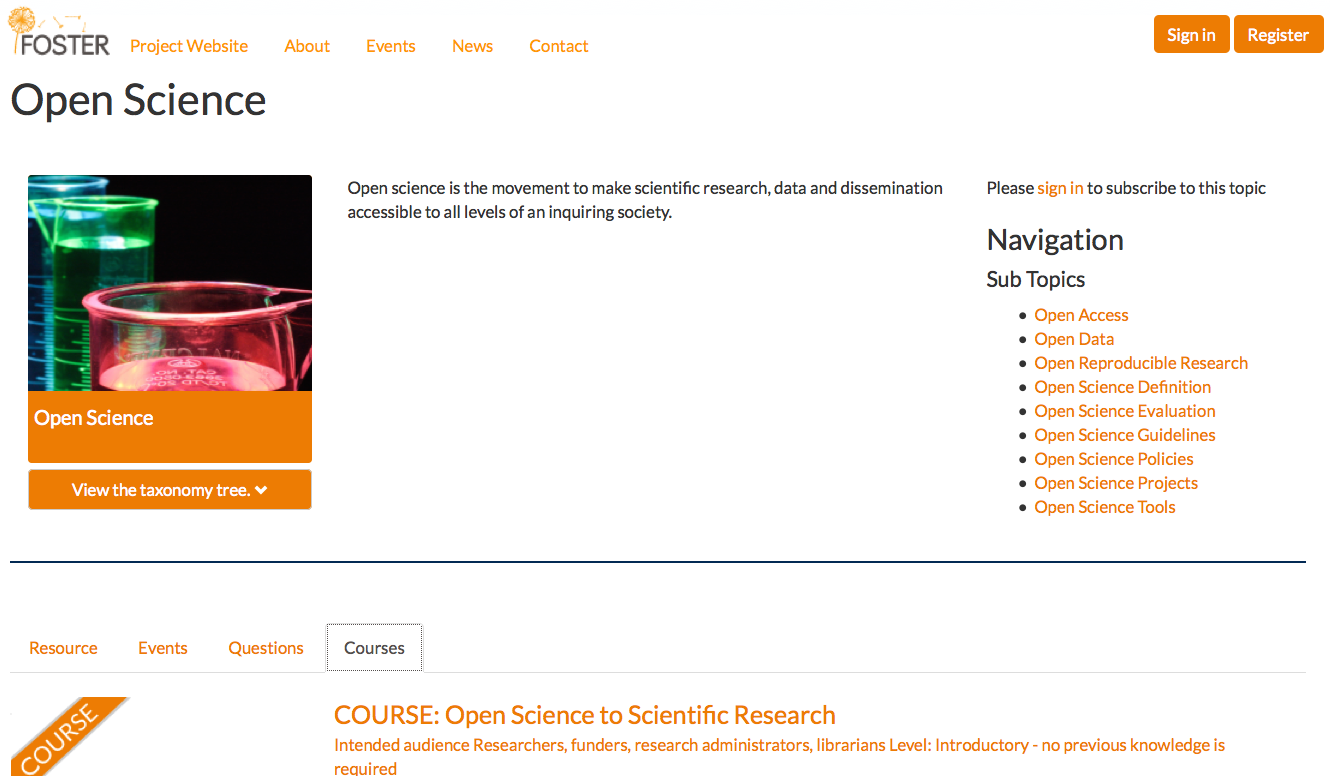 FOSTER
Project Website
About
Events
News
Contact
Sign in
Register
Open Science
Open science is the movement to make scientific research, data and dissemination
accessible to all levels of an inquiring society.
Please sign in to subscribe to this topic
Navigation
Sub Topics
Open Access
Open Data
Open Reproducible Research
Open Science Definition
Open Science Evaluation
Open Science Guidelines
Open Science Policies
Open Science Projects
Open Science Tools
Open Science
View the taxonomy tree.
Resource
Events
Questions
Courses
COURSE
COURSE: Open Science to Scientific Research
Intended audience Researchers, funders, research administrators, librarians Level: Introductory - no previous knowledge is
required